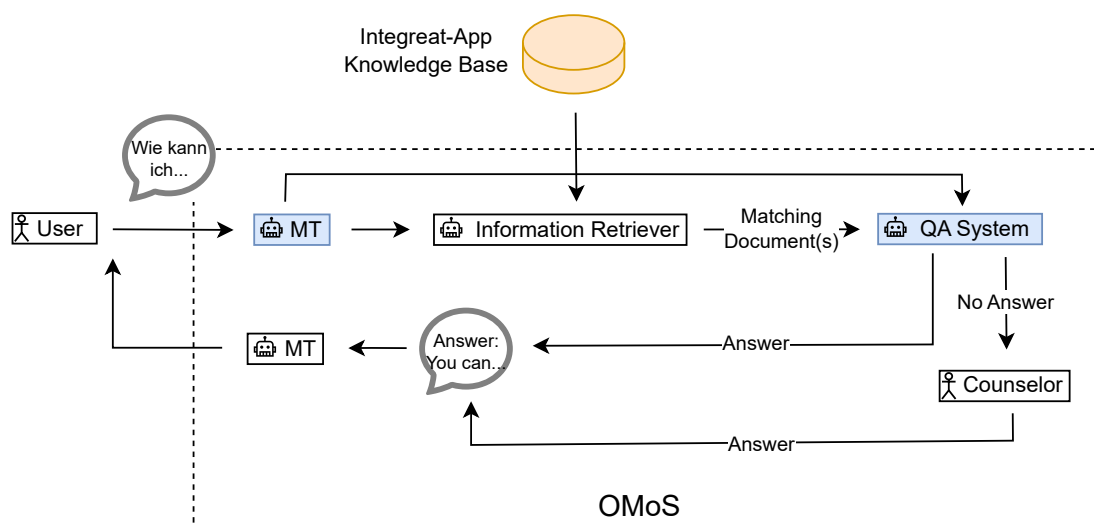 Integreat-App
Knowledge Base
Wie kann
ich...
User
MT
Information Retriever
Matching
Document(s)
QA System
No Answer
Answer:
You can...
MT
Answer
Counselor
Answer
OMoS